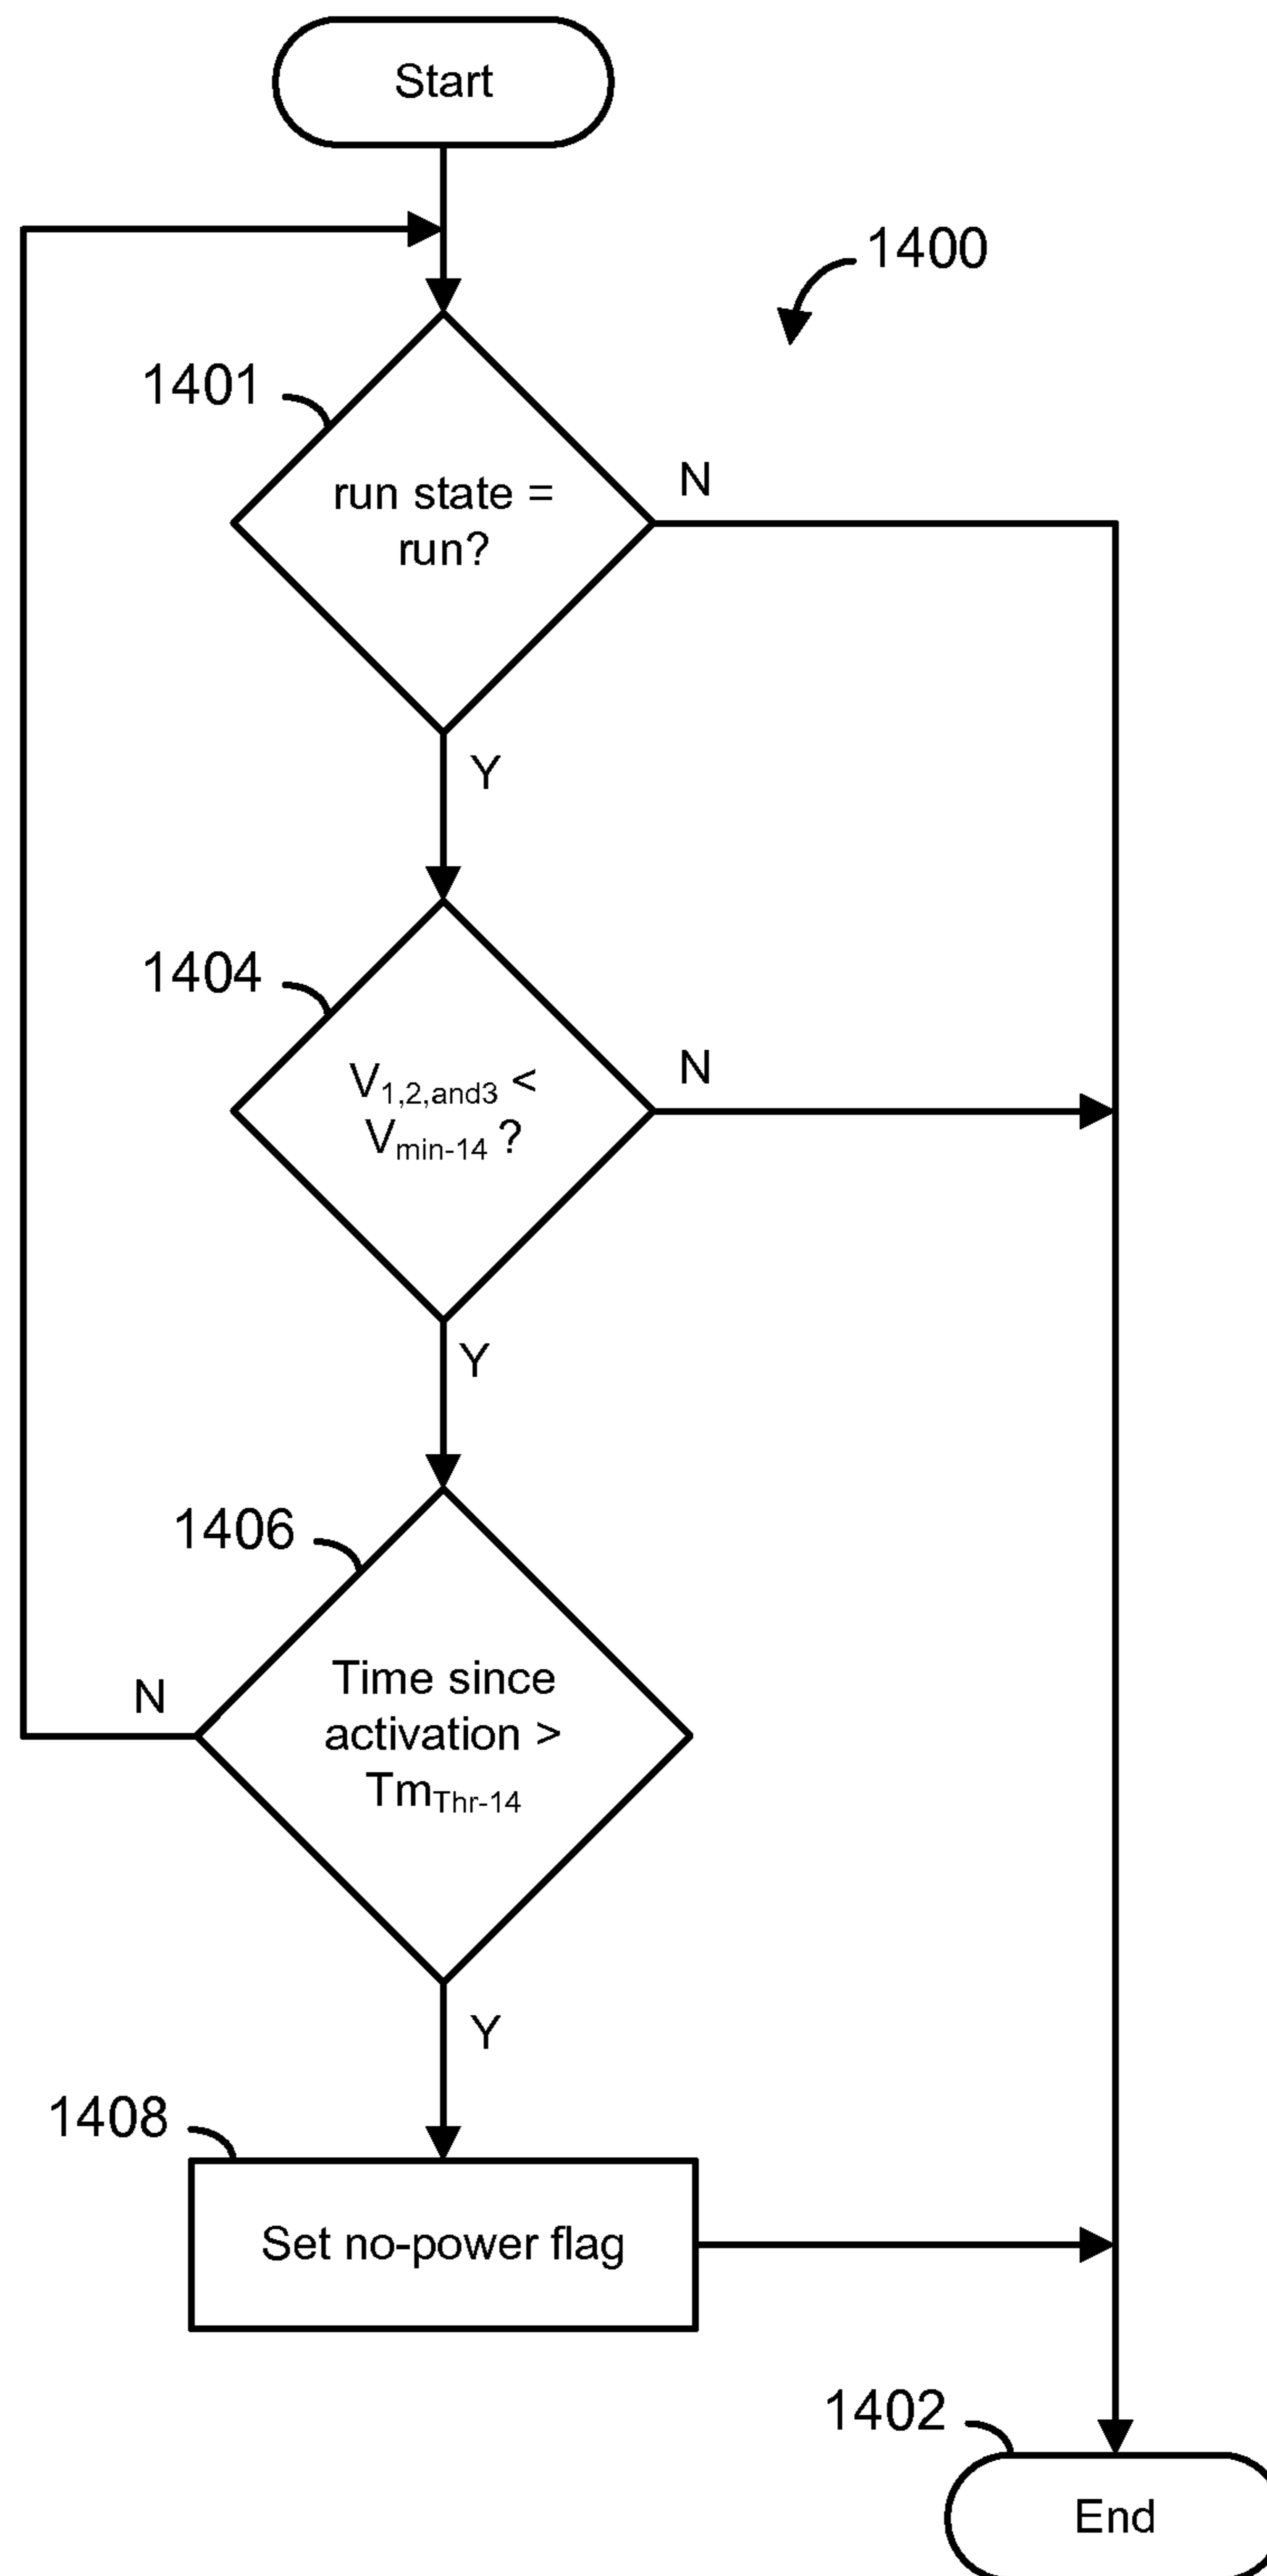 Start
1400
1401
run state =
run?
N
Y
1404
V1,2,and3 <
Vmin-14 ?
N
Y
1406
Time since
activation >
TmThr-14
N
Y
1408
Set no-power flag
1402
End